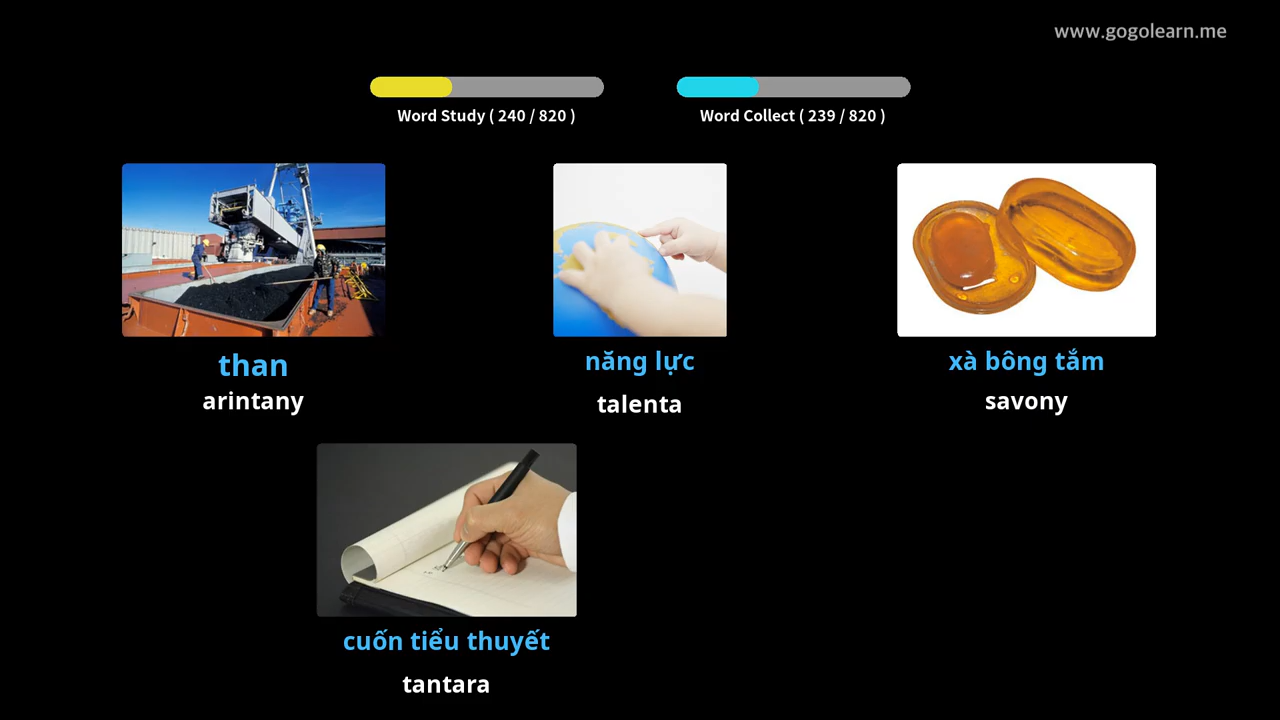 www.gogolearn.me
Word Study ( 240 / 820 )
Word Collect ( 239 / 820 )
than
arintany
năng lực
talenta
xà bông tắm
savony
cuốn tiểu thuyết
tantara